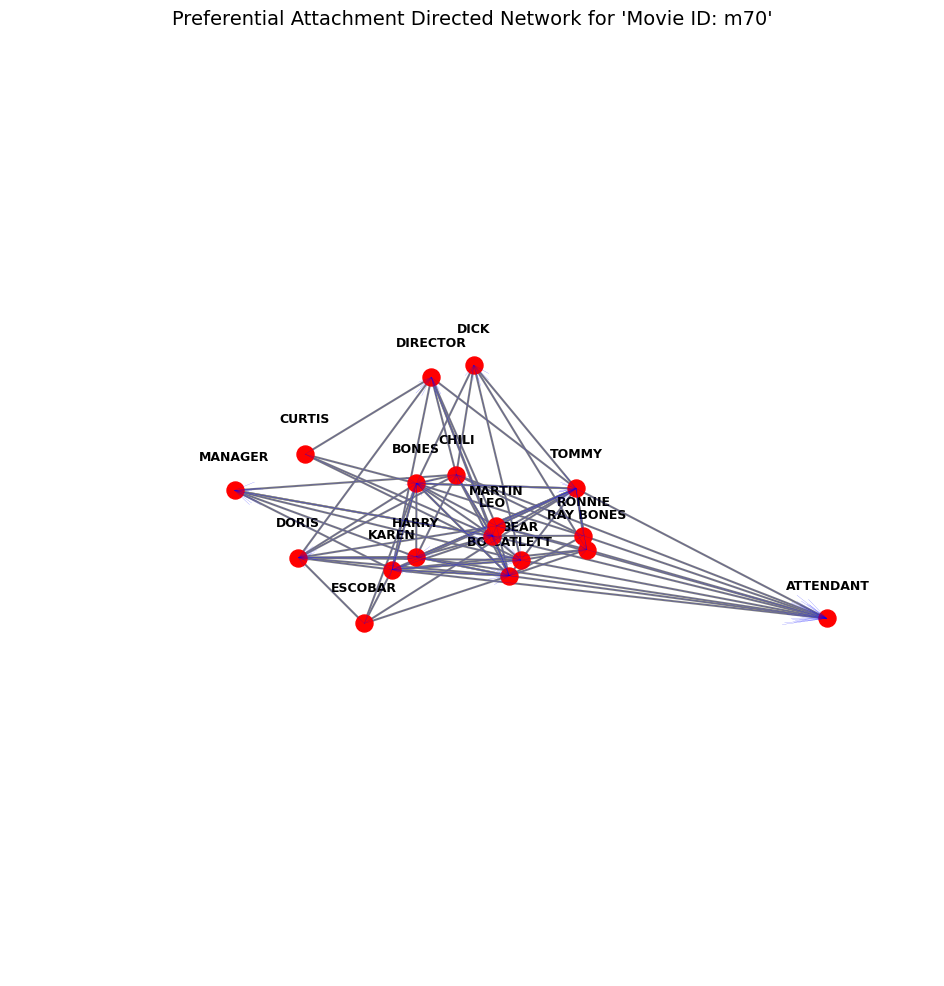 Preferential Attachment Directed Network for 'Movie ID: m70'
DICK
DIRECTOR
CURTIS
CHILI
BONES
TOMMY
MANAGER
MARTIN
LEO
RONNIE
RAY BONES
DORIS
HARRY
BEAR
KAREN
BO CATLETT
ESCOBAR
ATTENDANT